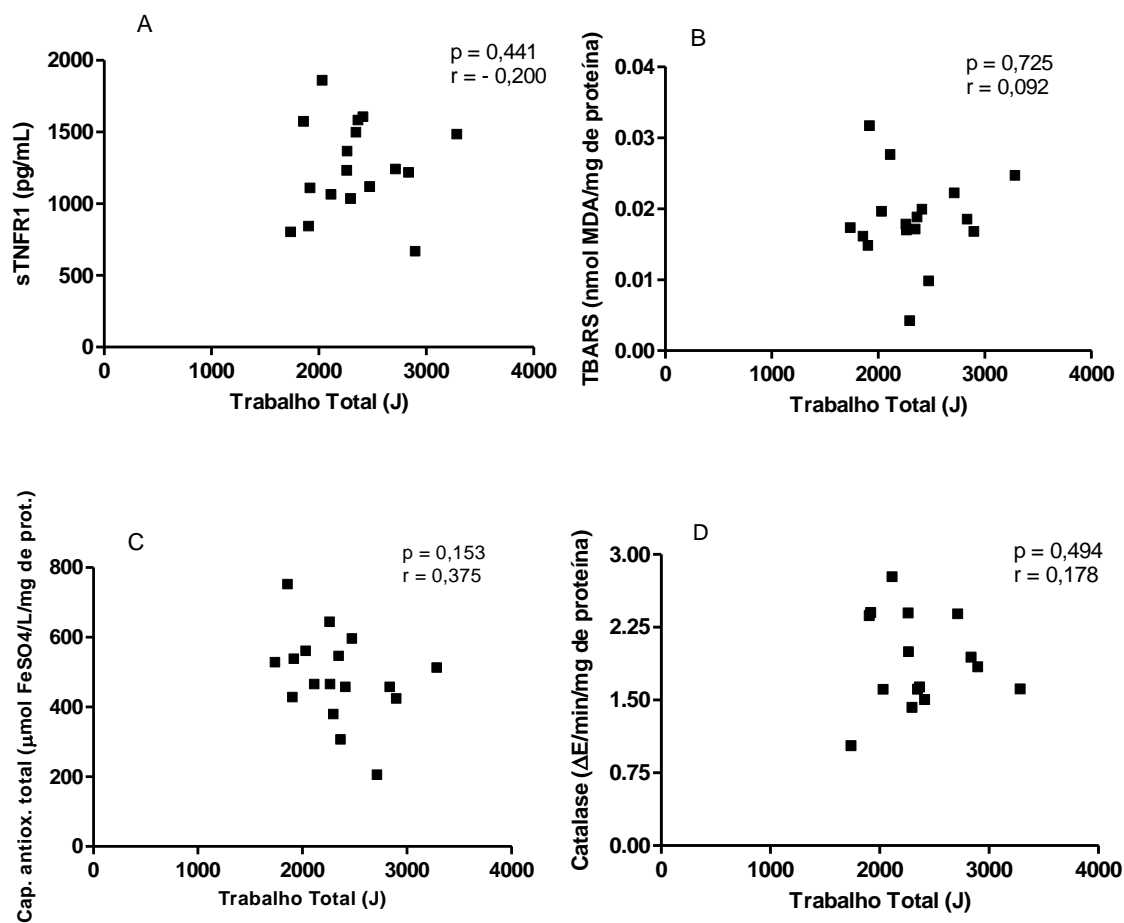 A
p = 0,441
r = - 0,200
sTNFR1 (pg/mL)
2000
1500
1000
500
0
0 1000 2000 3000 4000
Trabalho Total (J)
B
p = 0,725
r = 0,092
TBARS (nmol MDA/mg de proteína)
0.04
0.03
0.02
0.01
0.00
0 1000 2000 3000 4000
Trabalho Total (J)
C
p = 0,153
r = 0,375
Cap. antiox. total (µmol FeSO4/L/mg de prot.)
800
600
400
200
0
0 1000 2000 3000 4000
Trabalho Total (J)
D
p = 0,494
r = 0,178
Catalase (ΔE/min/mg de proteína)
3.00
2.25
1.50
0.75
0.00
0 1000 2000 3000 4000
Trabalho Total (J)